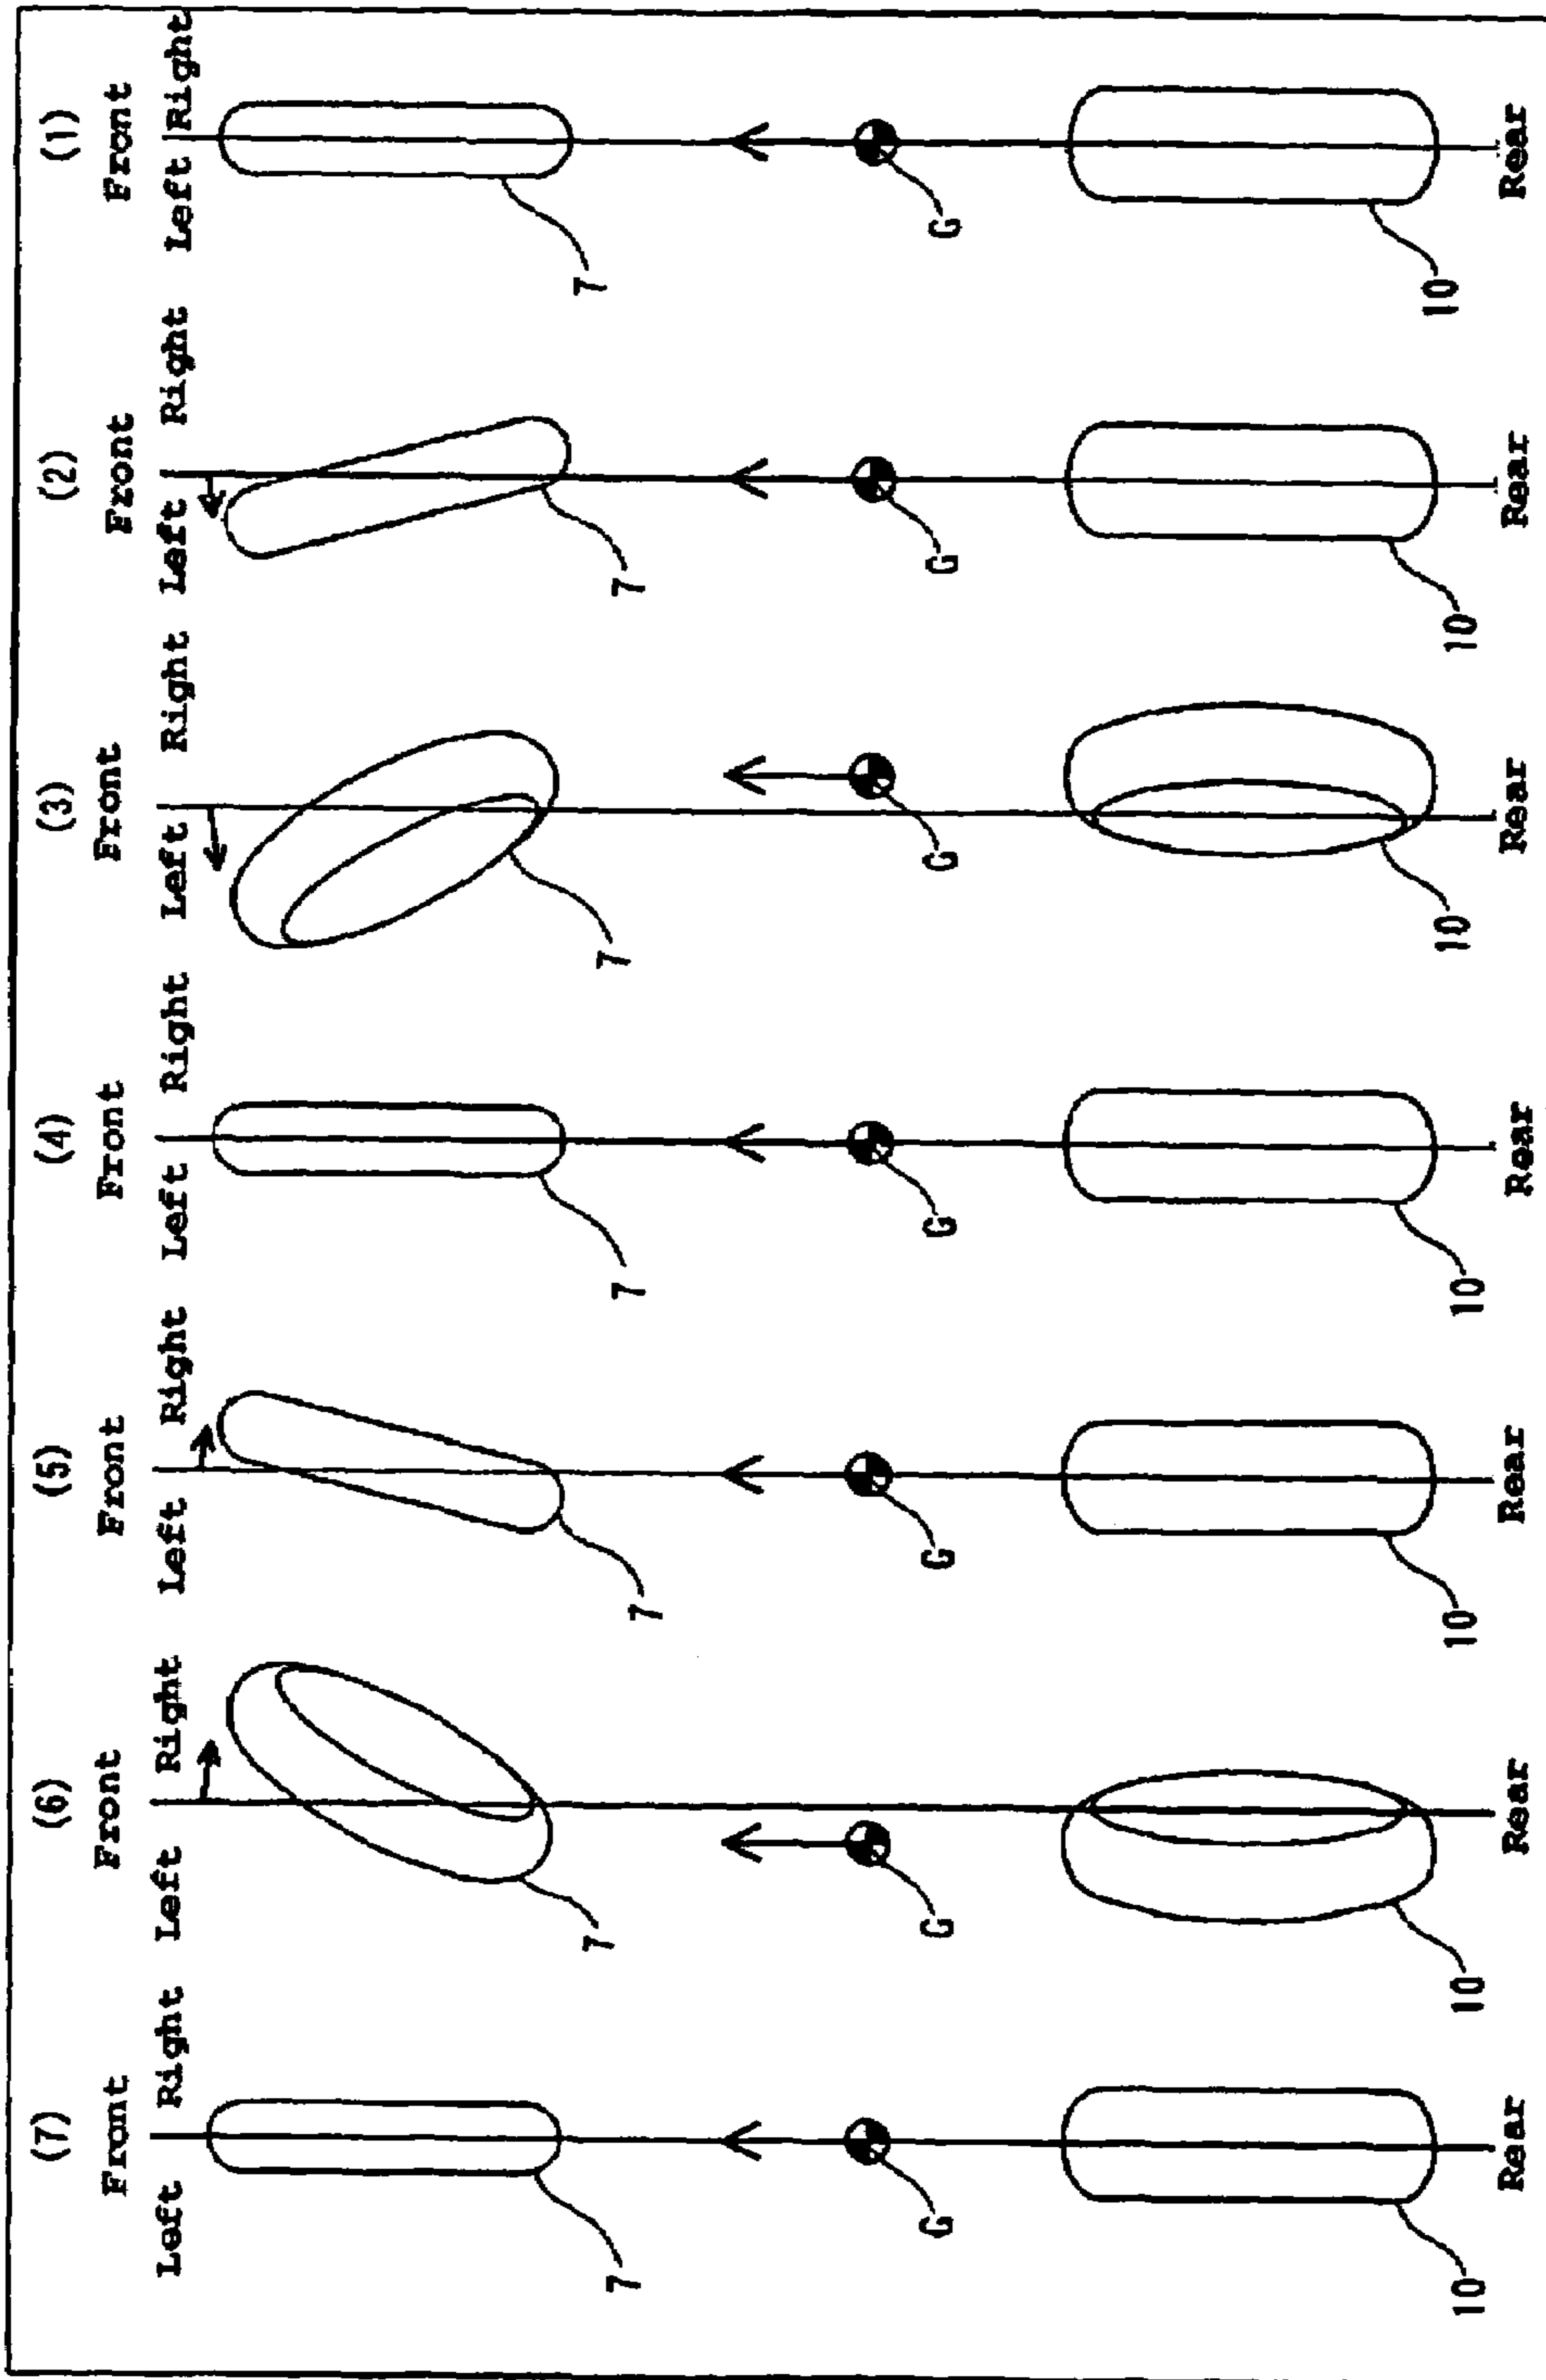 (7) (6) (5) (4) (3) (2) (1)
Front Front Front Front Front Front Front
Left Right Left Right Left Right Left Right Left Right Left Right Left Right
7 7 7 7 7 7 7
G G G G G G G
10 10 10 10 10 10 10
Rear Rear Rear Rear Rear Rear Rear